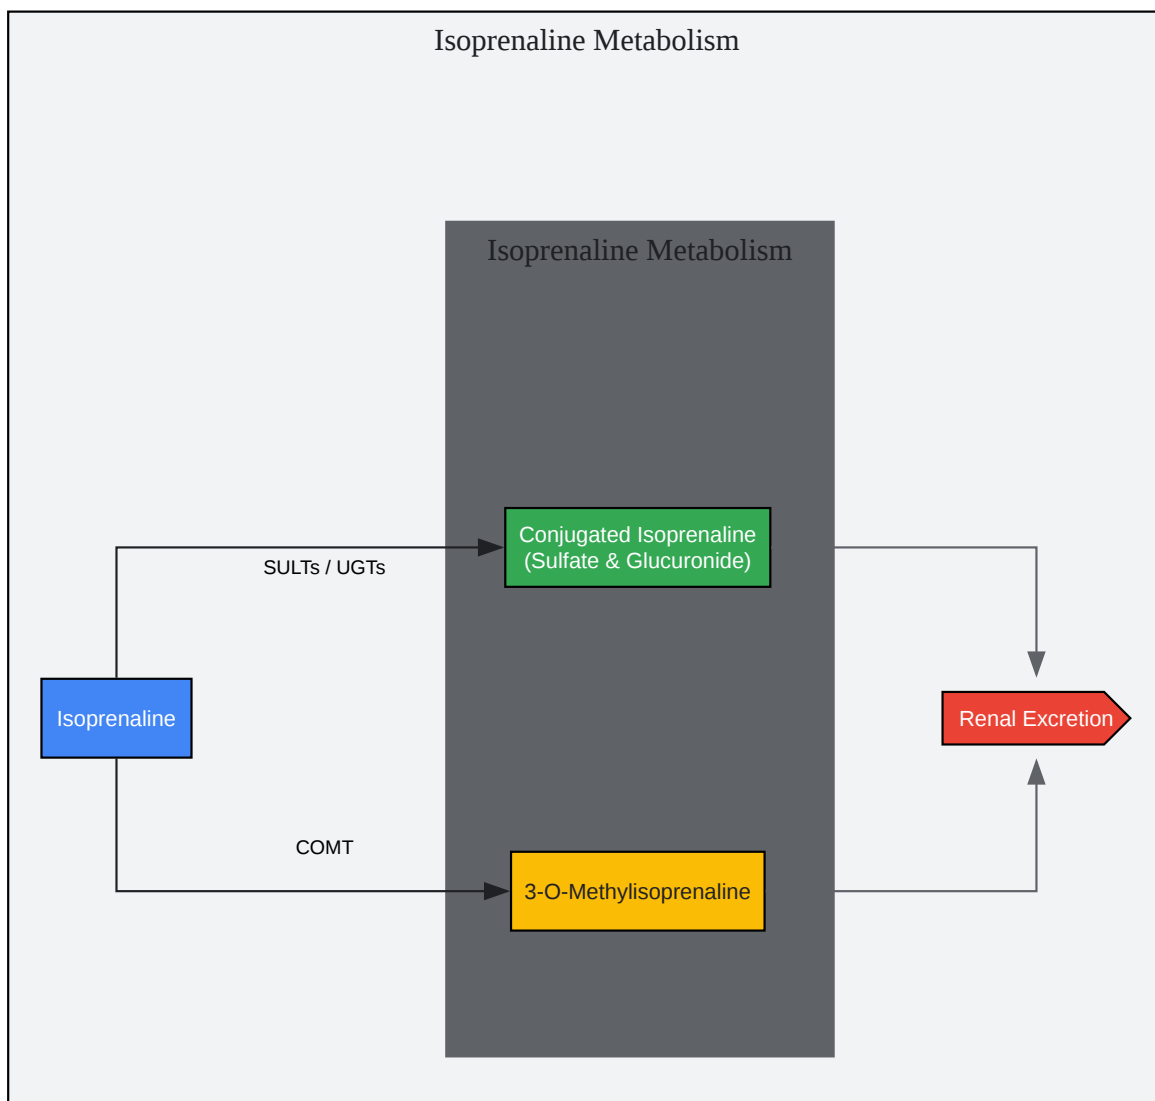 Isoprenaline Metabolism
Isoprenaline Metabolism
Conjugated Isoprenaline
(Sulfate & Glucuronide)
SULTs / UGTs
Isoprenaline
Renal Excretion
COMT
3-O-Methylisoprenaline